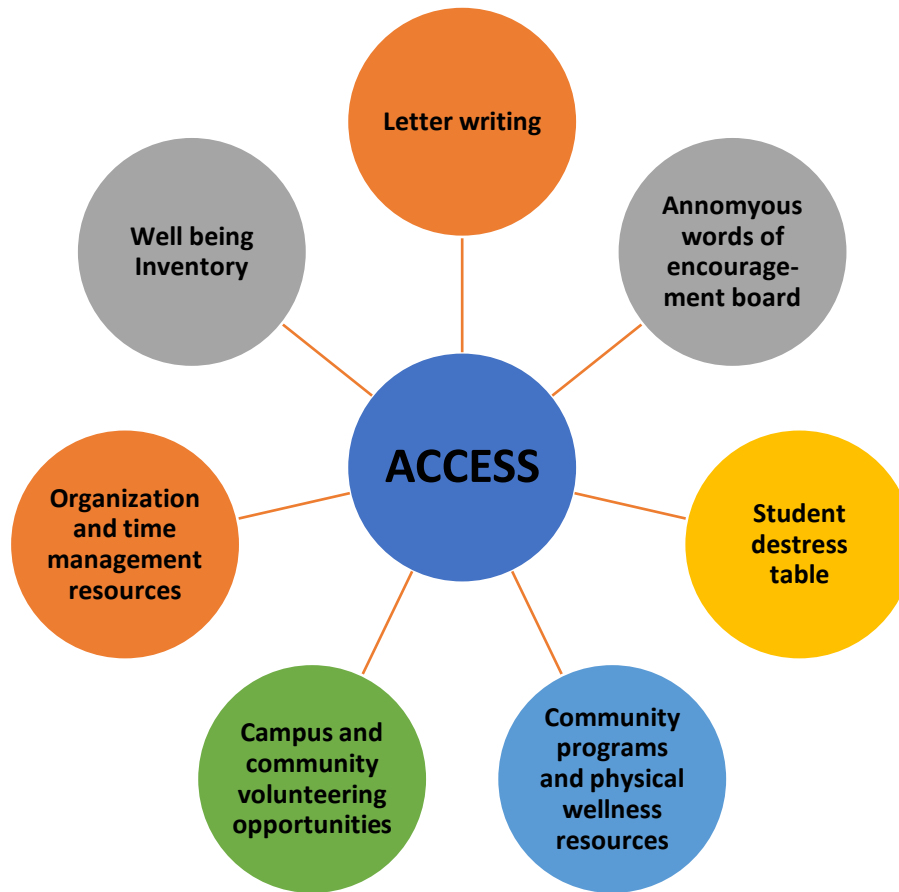 Letter writing
Annomyous
words of
encourage-
ment board
Student
destress
table
Community
programs
and physical
wellness
resources
Campus and
community
volunteering
opportunities
Organization
and time
management
resources
Well being
Inventory
ACCESS